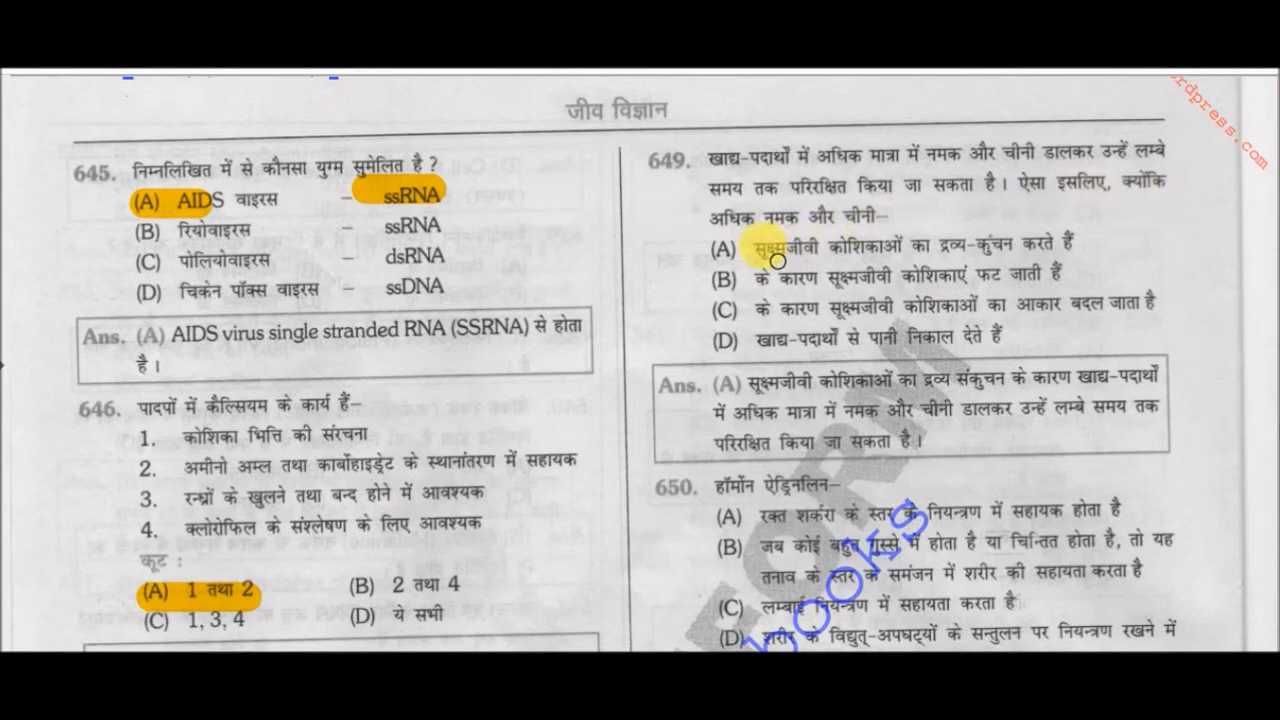 जीव विज्ञान
645. निम्नलिखित में से कौनसा युग्म सुमेलित है ?
(A) AIDS वाइरस – ssRNA
(B) रियोवाइरस – ssRNA
(C) पोलियोवाइरस – dsRNA
(D) चिकेन पॉक्स वाइरस – ssDNA
Ans. (A) AIDS virus single stranded RNA (SSRNA) से होता
है ।
646. पादपों में कैल्सियम के कार्य हैं–
1. कोशिका भित्ति की संरचना
2. अमीनो अम्ल तथा कार्बोहाइड्रेट के स्थानांतरण में सहायक
3. रन्ध्रों के खुलने तथा बन्द होने में आवश्यक
4. क्लोरोफिल के संश्लेषण के लिए आवश्यक
कूट :
(A) 1 तथा 2 (B) 2 तथा 4
(C) 1, 3, 4 (D) ये सभी
649. खाद्य-पदार्थों में अधिक मात्रा में नमक और चीनी डालकर उन्हें लम्बे
समय तक परिरक्षित किया जा सकता है । ऐसा इसलिए, क्योंकि
अधिक नमक और चीनी–
(A) सूक्ष्मजीवी कोशिकाओं का द्रव्य-कुंचन करते हैं
(B) के कारण सूक्ष्मजीवी कोशिकाएं फट जाती हैं
(C) के कारण सूक्ष्मजीवी कोशिकाओं का आकार बदल जाता है
(D) खाद्य-पदार्थों से पानी निकाल देते हैं
Ans. (A) सूक्ष्मजीवी कोशिकाओं का द्रव्य संकुचन के कारण खाद्य-पदार्थों
में अधिक मात्रा में नमक और चीनी डालकर उन्हें लम्बे समय तक
परिरक्षित किया जा सकता है ।
650. हॉर्मोन ऐड्रिनलिन–
(A) रक्त शर्करा के स्तर के नियन्त्रण में सहायक होता है
(B) जब कोई बहुत गुस्से में होता है या चिन्तित होता है, तो यह
तनाव के स्तर के समंजन में शरीर की सहायता करता है
(C) लम्बाई नियन्त्रण में सहायता करता है
(D) शरीर के विद्युत्-अपघट्यों के सन्तुलन पर नियन्त्रण रखने में